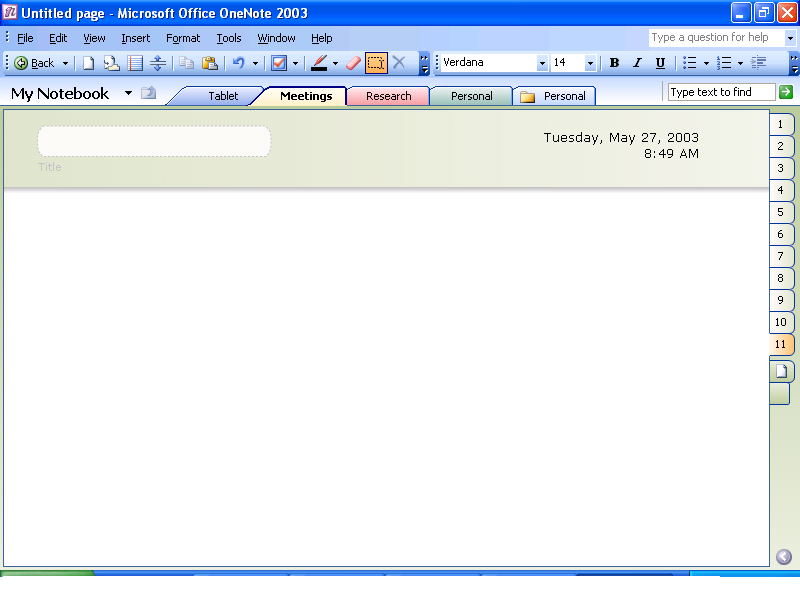 Untitled page - Microsoft Office OneNote 2003
File Edit View Insert Format Tools Window Help Type a question for help
Back Verdana 14 B I U
My Notebook Tablet Meetings Research Personal Personal Type text to find
Tuesday, May 27, 2003
8:49 AM
Title
1
2
3
4
5
6
7
8
9
10
11